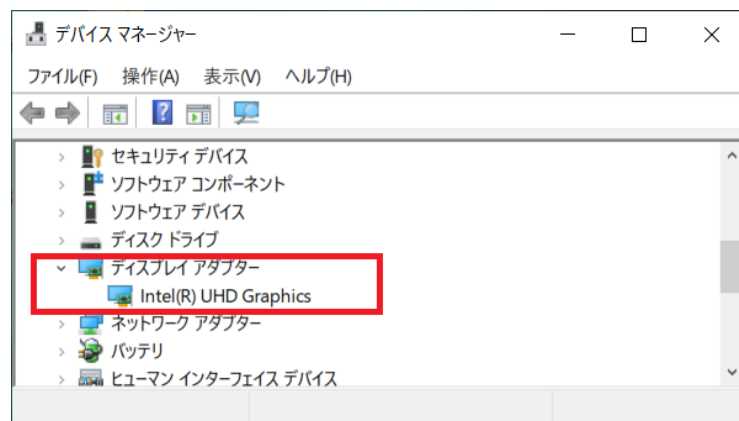 デバイス マネージャー
ファイル(F) 操作(A) 表示(V) ヘルプ(H)
セキュリティ デバイス
ソフトウェア コンポーネント
ソフトウェア デバイス
ディスク ドライブ
ディスプレイ アダプター
Intel(R) UHD Graphics
ネットワーク アダプター
バッテリ
ヒューマン インターフェイス デバイス